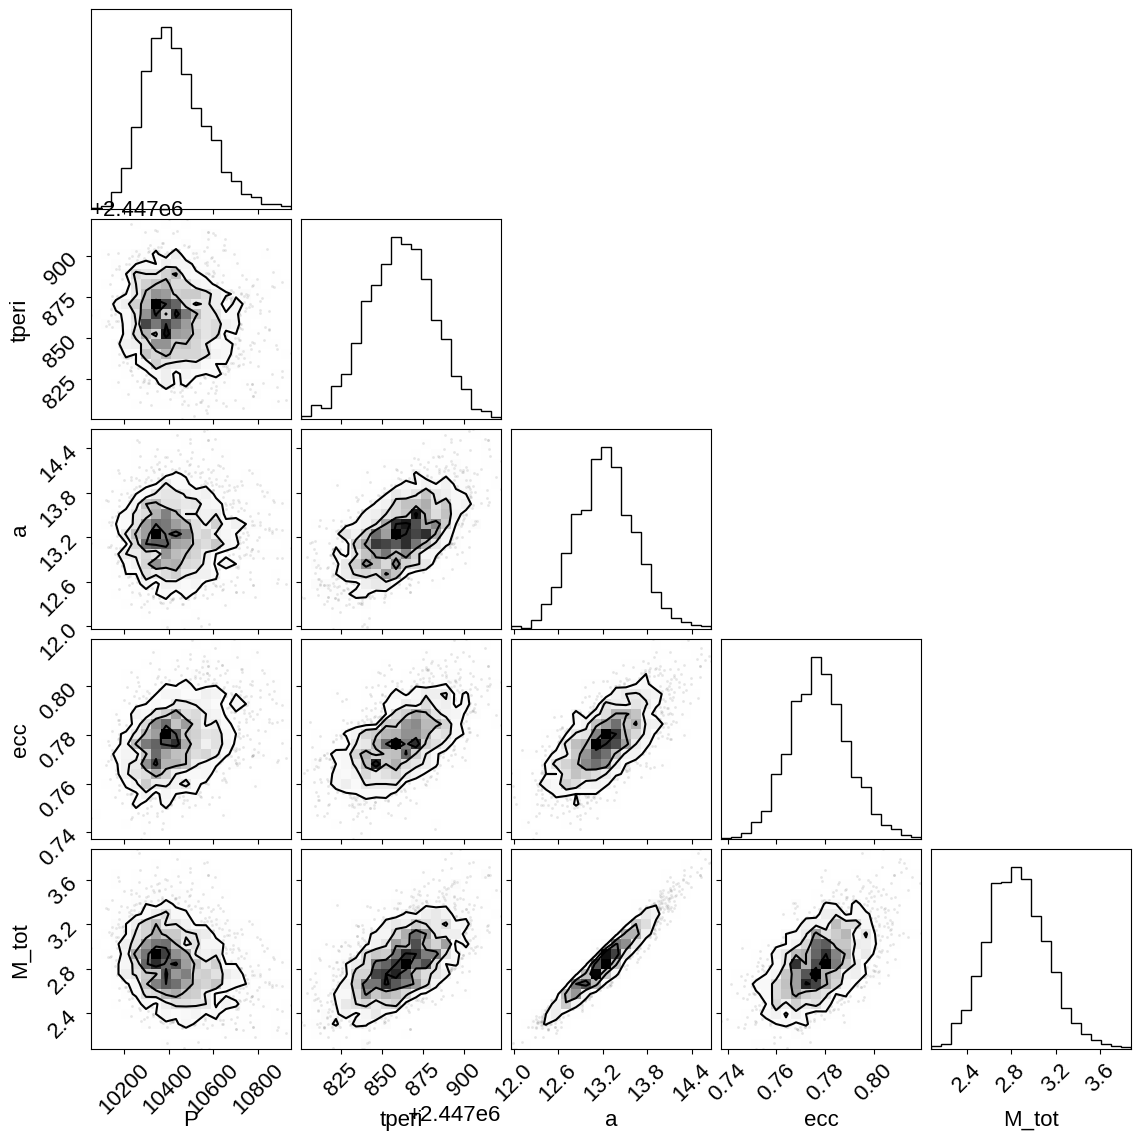 +2.447e6
900
875
850
825
tperi
14.4
13.8
13.2
12.6
12.0
a
0.80
0.78
0.76
0.74
ecc
3.6
3.2
2.8
2.4
M_tot
10200 10400 10600 10800
825 850 875 900
12.0 12.6 13.2 13.8 14.4
0.74 0.76 0.78 0.80
2.4 2.8 3.2 3.6
+2.447e6
P tperi a ecc M_tot